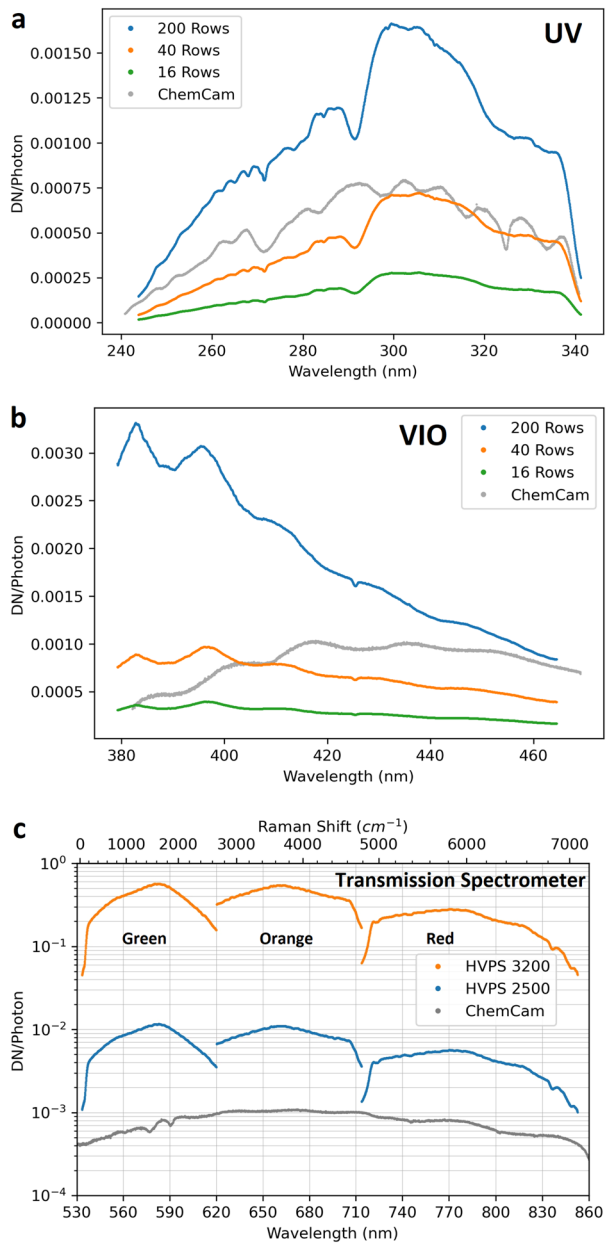 a
UV
200 Rows
40 Rows
16 Rows
ChemCam
DN/Photon
0.00150
0.00125
0.00100
0.00075
0.00050
0.00025
0.00000
240 260 280 300 320 340
Wavelength (nm)
b
VIO
200 Rows
40 Rows
16 Rows
ChemCam
DN/Photon
0.0030
0.0025
0.0020
0.0015
0.0010
0.0005
380 400 420 440 460
Wavelength (nm)
c
Raman Shift (cm⁻¹)
0 1000 2000 3000 4000 5000 6000 7000
Transmission Spectrometer
Green Orange Red
HVPS 3200
HVPS 2500
ChemCam
DN/Photon
10⁰
10⁻¹
10⁻²
10⁻³
10⁻⁴
530 560 590 620 650 680 710 740 770 800 830 860
Wavelength (nm)